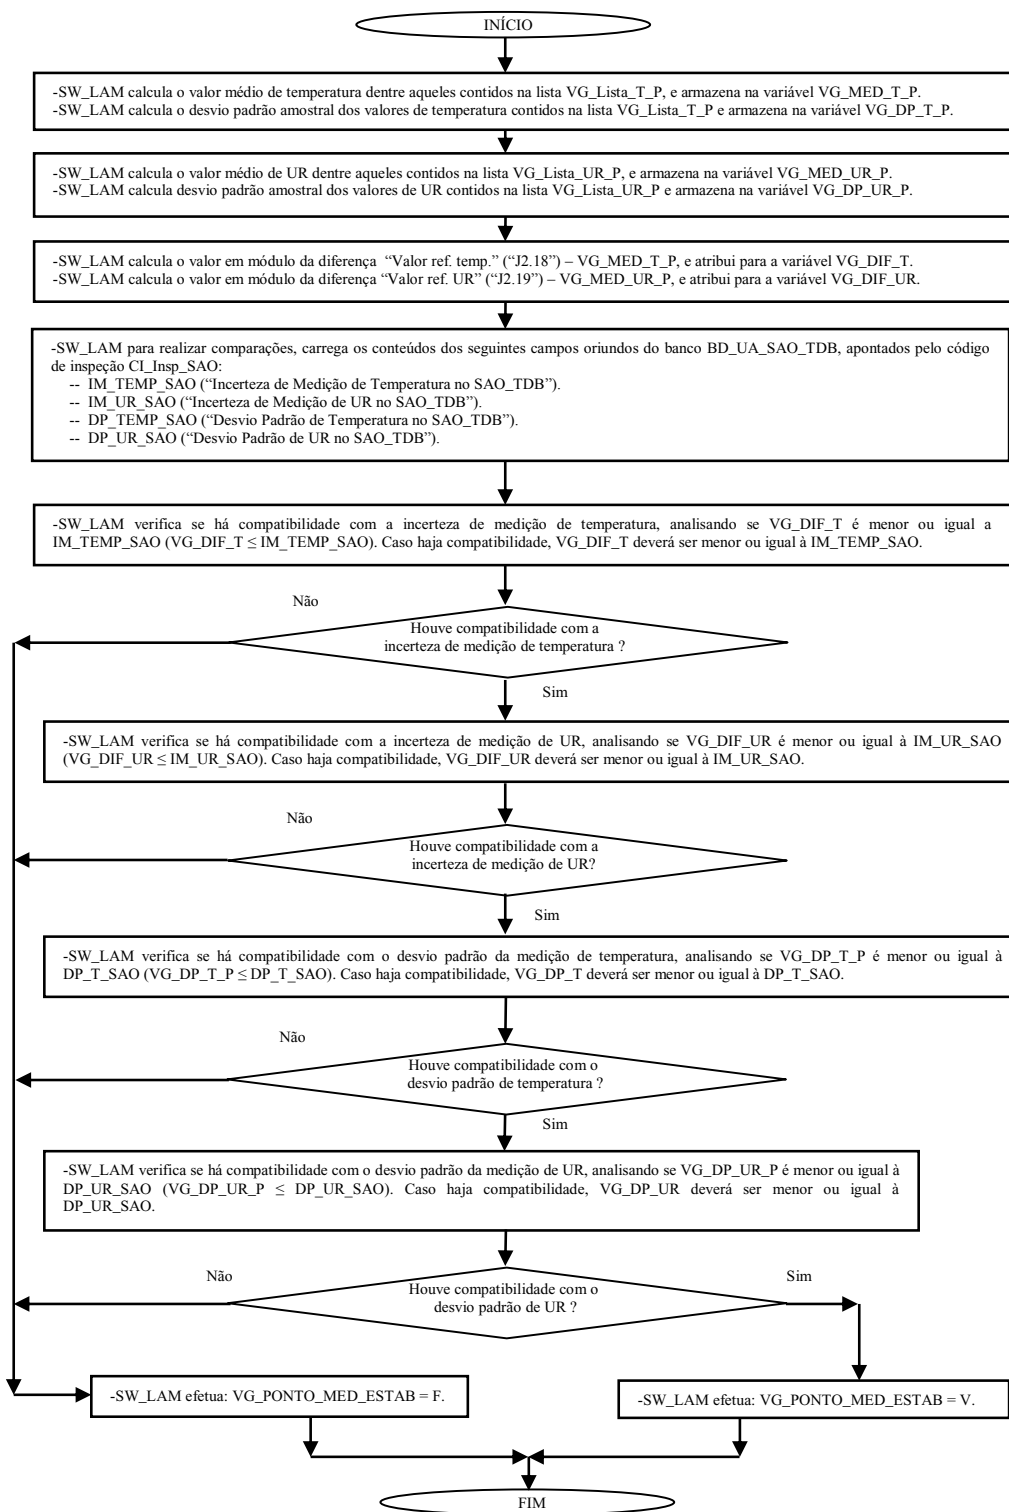 INÍCIO
-SW_LAM calcula o valor médio de temperatura dentre aqueles contidos na lista VG_Lista_T_P, e armazena na variável VG_MED_T_P.
-SW_LAM calcula o desvio padrão amostral dos valores de temperatura contidos na lista VG_Lista_T_P e armazena na variável VG_DP_T_P.
-SW_LAM calcula o valor médio de UR dentre aqueles contidos na lista VG_Lista_UR_P, e armazena na variável VG_MED_UR_P.
-SW_LAM calcula desvio padrão amostral dos valores de UR contidos na lista VG_Lista_UR_P e armazena na variável VG_DP_UR_P.
-SW_LAM calcula o valor em módulo da diferença “Valor ref. temp.” (“J2.18”) – VG_MED_T_P, e atribui para a variável VG_DIF_T.
-SW_LAM calcula o valor em módulo da diferença “Valor ref. UR” (“J2.19”) – VG_MED_UR_P, e atribui para a variável VG_DIF_UR.
-SW_LAM para realizar comparações, carrega os conteúdos dos seguintes campos oriundos do banco BD_UA_SAO_TDB, apontados pelo código
de inspeção CI_Insp_SAO:
-- IM_TEMP_SAO (“Incerteza de Medição de Temperatura no SAO_TDB”).
-- IM_UR_SAO (“Incerteza de Medição de UR no SAO_TDB”).
-- DP_TEMP_SAO (“Desvio Padrão de Temperatura no SAO_TDB”).
-- DP_UR_SAO (“Desvio Padrão de UR no SAO_TDB”).
-SW_LAM verifica se há compatibilidade com a incerteza de medição de temperatura, analisando se VG_DIF_T é menor ou igual a
IM_TEMP_SAO (VG_DIF_T ≤ IM_TEMP_SAO). Caso haja compatibilidade, VG_DIF_T deverá ser menor ou igual à IM_TEMP_SAO.
Não
Houve compatibilidade com a
incerteza de medição de temperatura ?
Sim
-SW_LAM verifica se há compatibilidade com a incerteza de medição de UR, analisando se VG_DIF_UR é menor ou igual à IM_UR_SAO
(VG_DIF_UR ≤ IM_UR_SAO). Caso haja compatibilidade, VG_DIF_UR deverá ser menor ou igual à IM_UR_SAO.
Não
Houve compatibilidade com a
incerteza de medição de UR?
Sim
-SW_LAM verifica se há compatibilidade com o desvio padrão da medição de temperatura, analisando se VG_DP_T_P é menor ou igual à
DP_T_SAO (VG_DP_T_P ≤ DP_T_SAO). Caso haja compatibilidade, VG_DP_T deverá ser menor ou igual à DP_T_SAO.
Não
Houve compatibilidade com o
desvio padrão de temperatura ?
Sim
-SW_LAM verifica se há compatibilidade com o desvio padrão da medição de UR, analisando se VG_DP_UR_P é menor ou igual à
DP_UR_SAO (VG_DP_UR_P ≤ DP_UR_SAO). Caso haja compatibilidade, VG_DP_UR deverá ser menor ou igual à
DP_UR_SAO.
Não
Sim
Houve compatibilidade com o
desvio padrão de UR ?
-SW_LAM efetua: VG_PONTO_MED_ESTAB = F.
-SW_LAM efetua: VG_PONTO_MED_ESTAB = V.
FIM